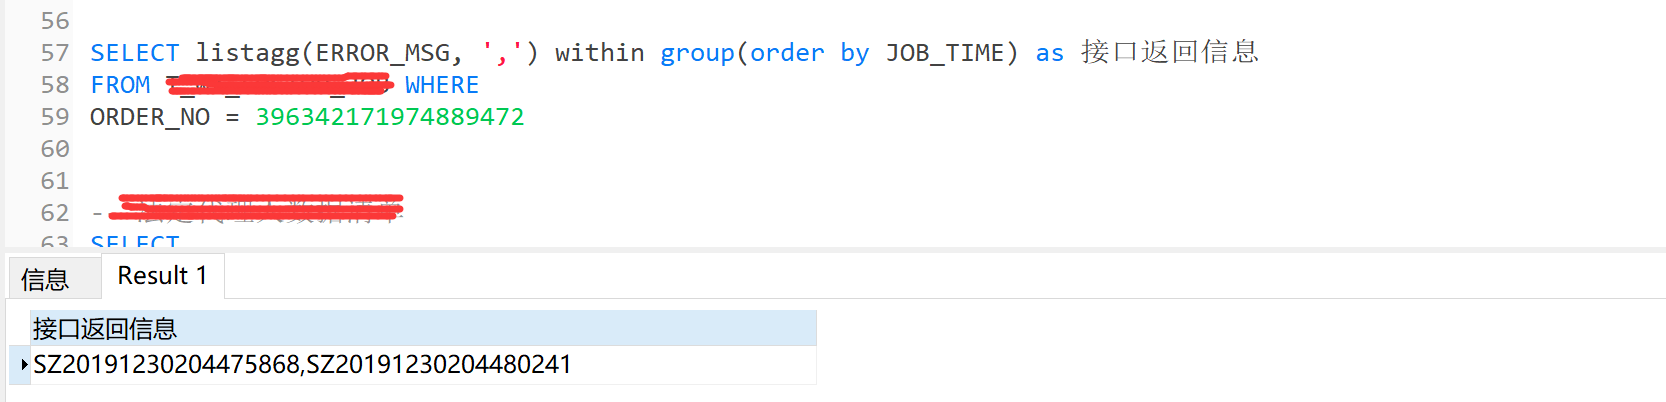 56
57 SELECT listagg(ERROR_MSG, ',') within group(order by JOB_TIME) as 接口返回信息
58 FROM WHERE
59 ORDER_NO = 396342171974889472
60
61
62 -
63 SELECT
信息 Result 1
接口返回信息
SZ20191230204475868,SZ20191230204480241